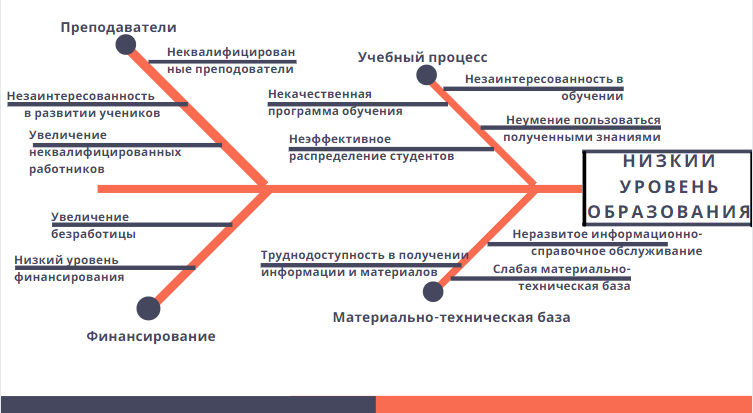 Преподаватели
Неквалифицирован
ные преподователи
Незаинтересованность
в развитии учеников
Увеличение
неквалифицированных
работников
Учебный процесс
Незаинтересованность в
обучении
Некачественная
программа обучения
Неумение пользоваться
полученными знаниями
Неэффективное
распределение студентов
НИЗКИЙ
УРОВЕНЬ
ОБРАЗОВАНИЯ
Увеличение
безработицы
Низкий уровень
финансирования
Финансирование
Неразвитое информационно-
справочное обслуживание
Труднодоступность в получении
информации и материалов
Слабая материально-
техническая база
Материально-техническая база